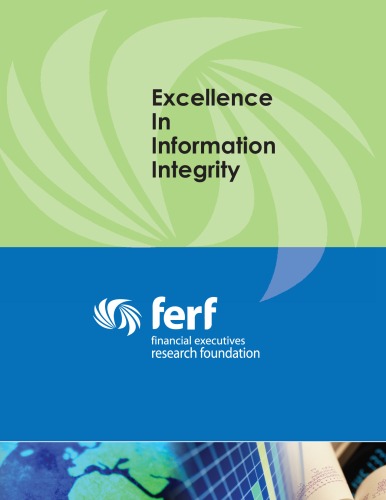 Excellence
In
Information
Integrity
ferf
financial executives
research foundation